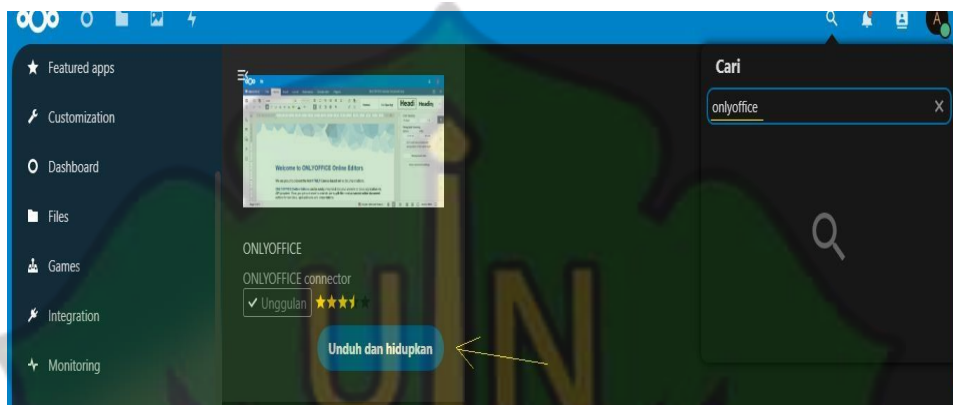 A
Cari
onlyoffice
Featured apps
Customization
Dashboard
Files
Games
Integration
Monitoring
Welcome to ONLYOFFICE Online Editors
ONLYOFFICE
ONLYOFFICE connector
Unggulan
Unduh dan hidupkan
UIN